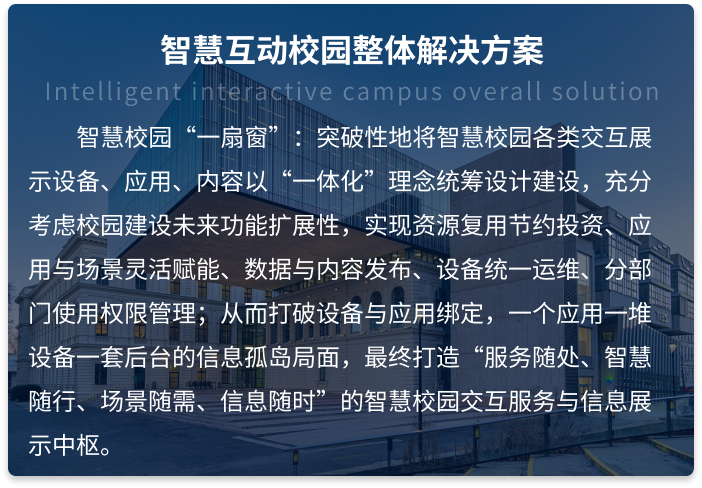 智慧互动校园整体解决方案
Intelligent interactive campus overall solution
智慧校园“一扇窗”：突破性地将智慧校园各类交互展
示设备、应用、内容以“一体化”理念统筹设计建设，充分
考虑校园建设未来功能扩展性，实现资源复用节约投资、应
用与场景灵活赋能、数据与内容发布、设备统一运维、分部
门使用权限管理；从而打破设备与应用绑定，一个应用一堆
设备一套后台的信息孤岛局面，最终打造“服务随处、智慧
随行、场景随需、信息随时”的智慧校园交互服务与信息展
示中枢。